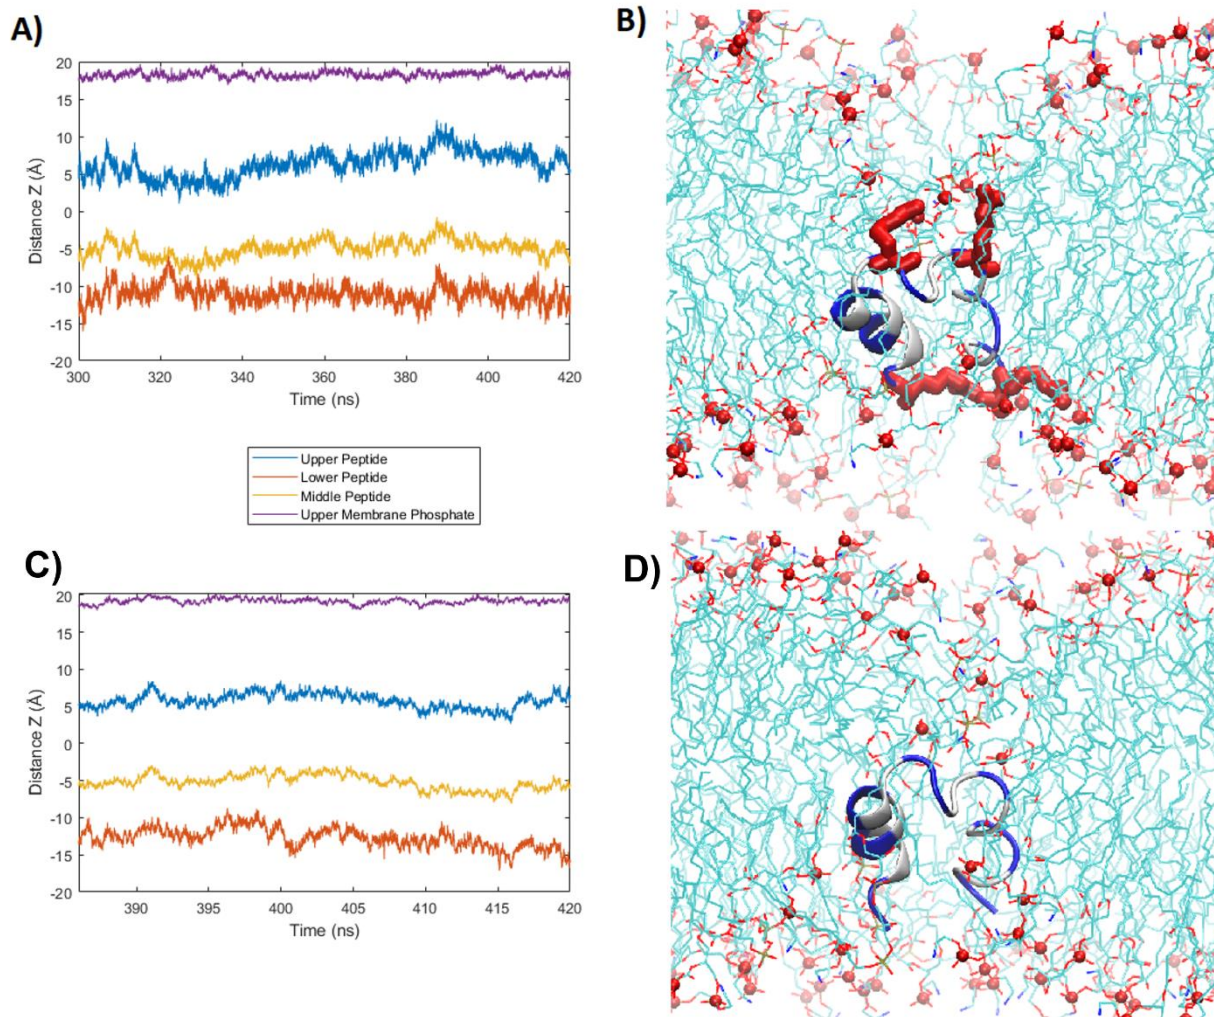 A)
20
15
10
5
0
-5
-10
-15
-20
Distance Z (Å)
300
320
340
360
380
400
420
Time (ns)
B)
Upper Peptide
Lower Peptide
Middle Peptide
Upper Membrane Phosphate
C)
20
15
10
5
0
-5
-10
-15
-20
Distance Z (Å)
390
395
400
405
410
415
420
Time (ns)
D)